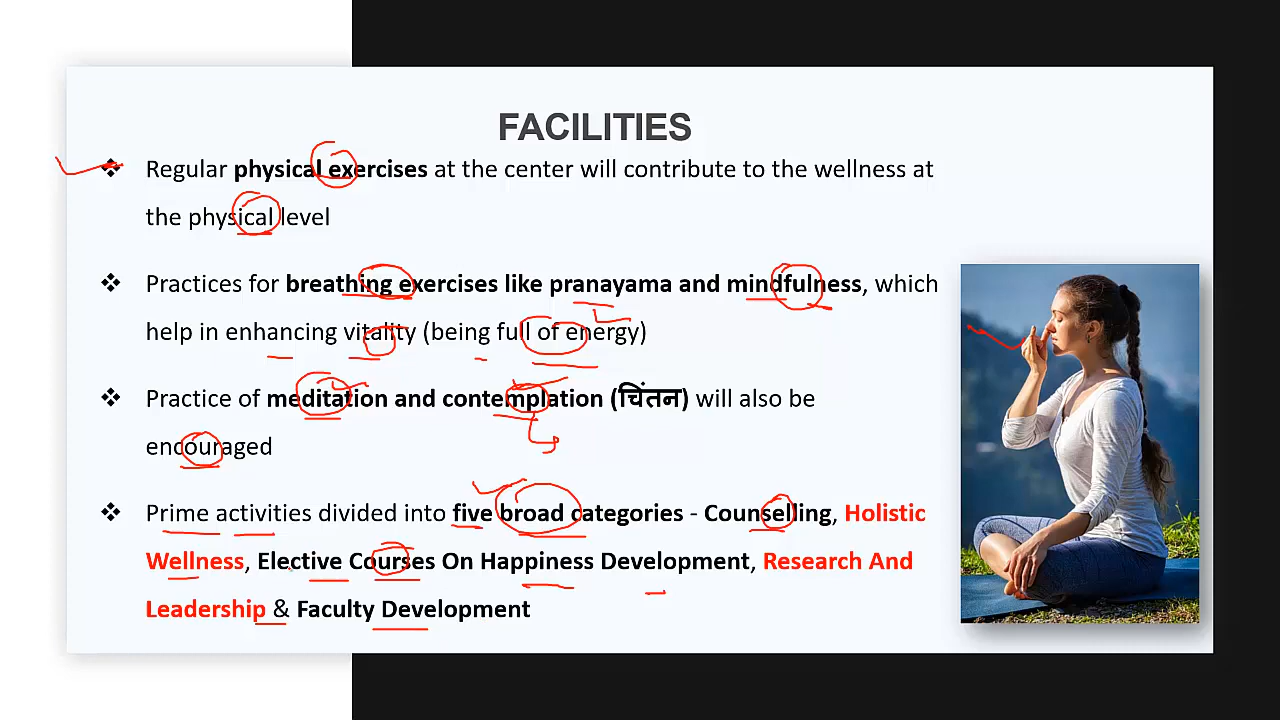 FACILITIES
Regular physical exercises at the center will contribute to the wellness at
the physical level
Practices for breathing exercises like pranayama and mindfulness, which
help in enhancing vitality (being full of energy)
Practice of meditation and contemplation (चिंतन) will also be
encouraged
Prime activities divided into five broad categories - Counselling, Holistic
Wellness, Elective Courses On Happiness Development, Research And
Leadership & Faculty Development